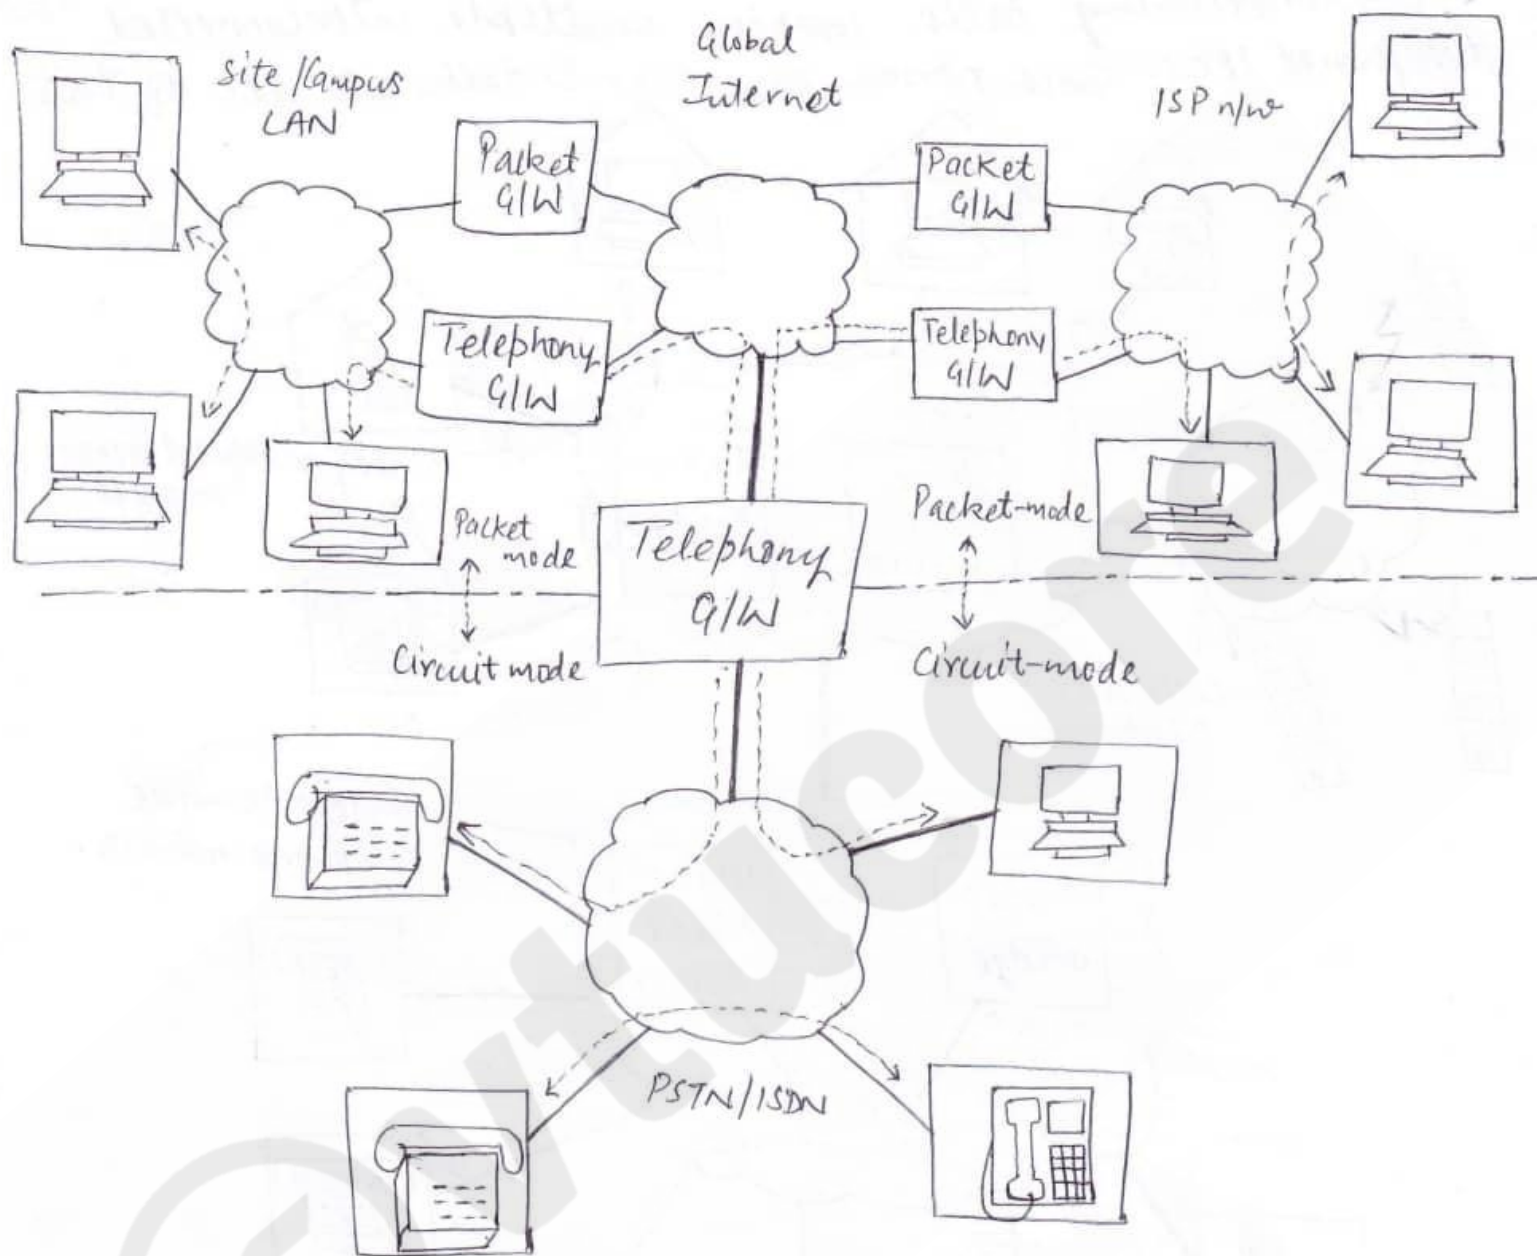 Global
Internet
Site/Campus
LAN
ISP n/w
Packet
G/W
Packet
G/W
Telephony
G/W
Telephony
G/W
Packet
mode
Packet-mode
Telephony
G/W
Circuit mode
Circuit-mode
PSTN/ISDN
vtucore